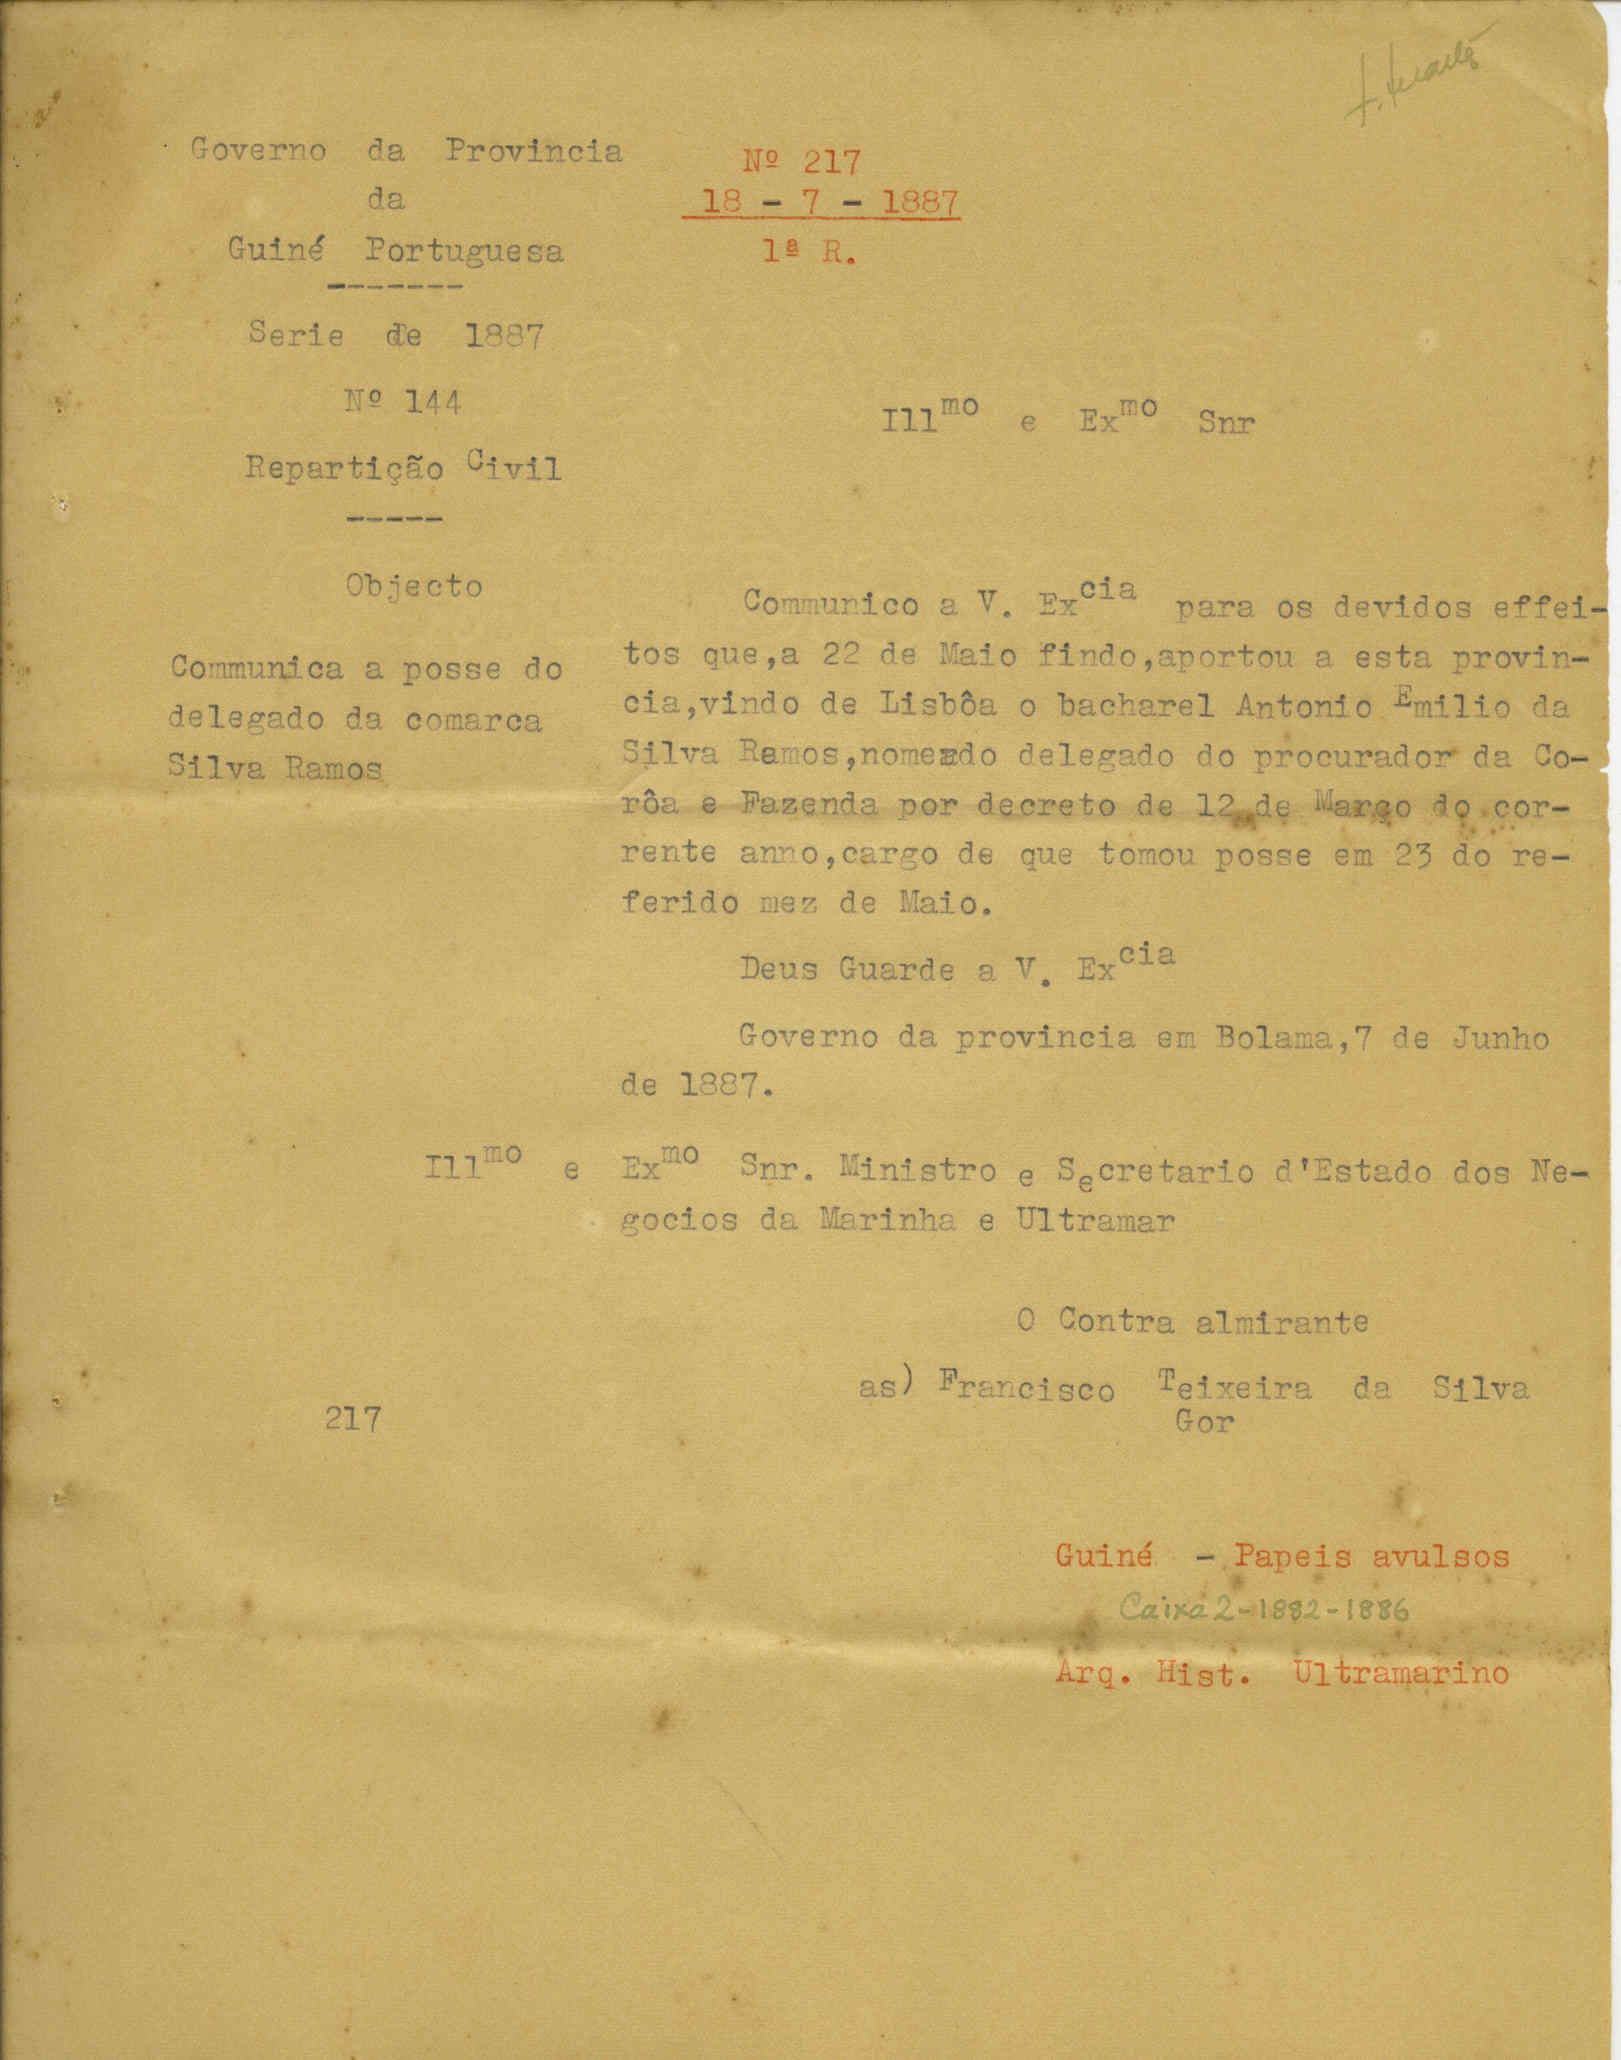 Governo da Provincia
da
Guiné Portuguesa
-------
Serie de 1887
Nº 144
Repartição Civil
-----
Objecto
Communica a posse do
delegado da comarca
Silva Ramos
Nº 217
18 - 7 - 1887
1ª R.
Illmo e Exmo Snr
Communico a V. Excia para os devidos effei-
tos que,a 22 de Maio findo,aportou a esta provin-
cia,vindo de Lisbôa o bacharel Antonio Emilio da
Silva Ramos,nomeado delegado do procurador da Co-
rôa e Fazenda por decreto de 12 de Março do cor-
rente anno,cargo de que tomou posse em 23 do re-
ferido mez de Maio.
Deus Guarde a V. Excia
Governo da provincia em Bolama,7 de Junho
de 1887.
Illmo e Exmo Snr. Ministro e Secretario d'Estado dos Ne-
gocios da Marinha e Ultramar
O Contra almirante
as) Francisco Teixeira da Silva
Gor
217
Guiné - Papeis avulsos
Caixa 2-1882-1886
Arq. Hist. Ultramarino